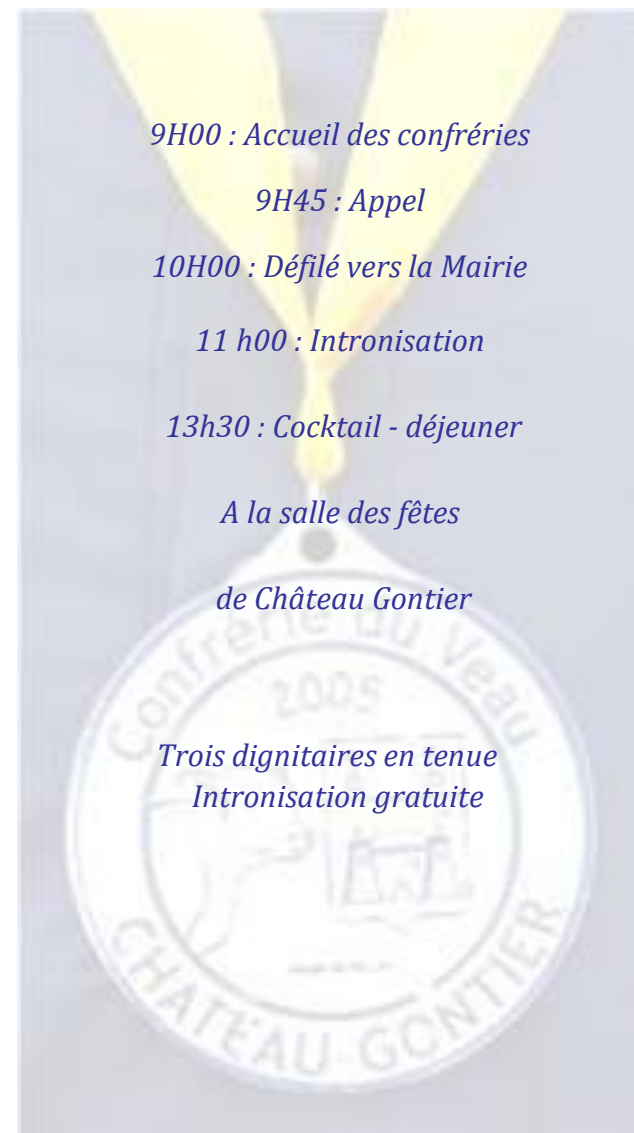 9H00 : Accueil des confréries
9H45 : Appel
10H00 : Défilé vers la Mairie
11 h00 : Intronisation
13h30 : Cocktail - déjeuner
A la salle des fêtes
de Château Gontier
Confrérie du Veau
2005
Trois dignitaires en tenue
Intronisation gratuite
CHATEAU GONTIER